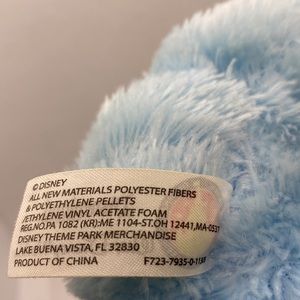 © DISNEY
ALL NEW MATERIALS POLYESTER FIBERS
& POLYETHYLENE PELLETS
/ETHYLENE VINYL ACETATE FOAM
REG.NO.PA 1082 (KR):ME 1104-ST.OH 12441,MA-0537
DISNEY THEME PARK MERCHANDISE
LAKE BUENA VISTA, FL 32830
PRODUCT OF CHINA F723-7935-0-